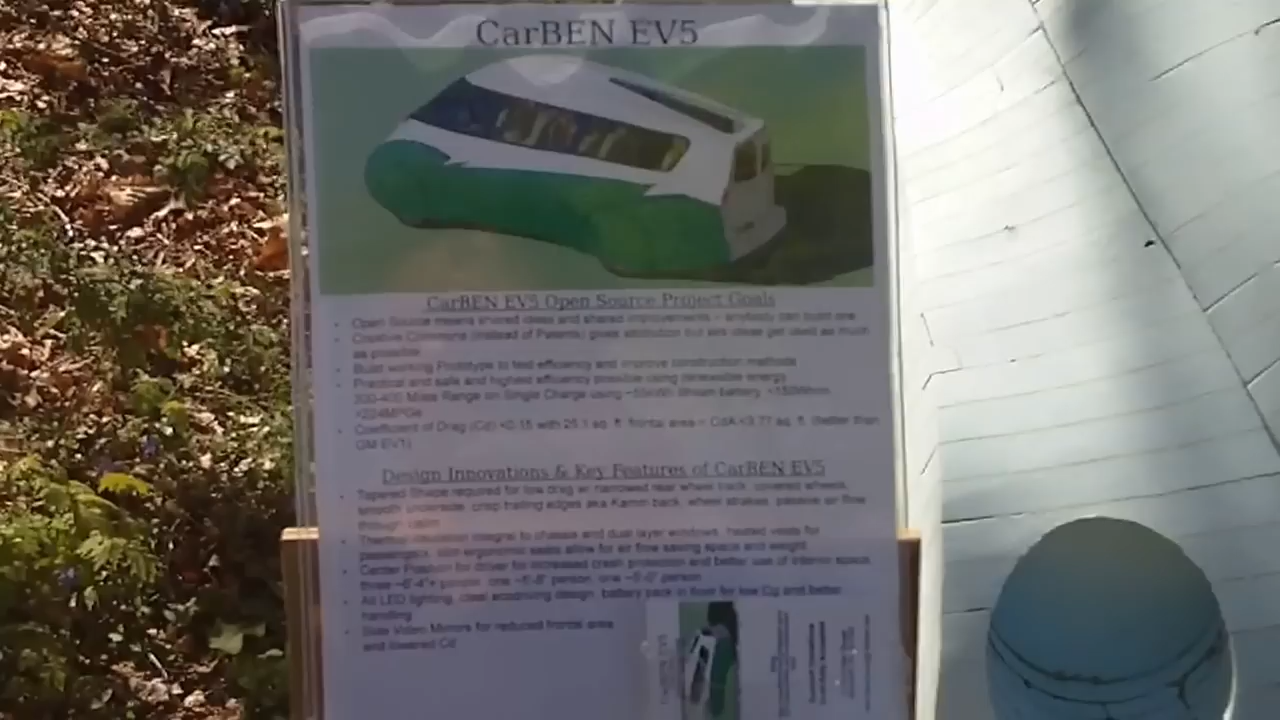 CarBEN EV5
CarBEN EV5 Open Source Project Goals
Open Source means shared ideas and shared improvements - anybody can build one
Creative Commons (instead of Patents) gives attribution but lets ideas get used as much
as possible
Build working Prototype to test efficiency and improve construction methods
Practical and safe and highest efficiency possible using renewable energy
300-400 Miles Range on Single Charge using lithium battery,
Coefficient of Drag (Cd) <0.15 with 25.1 sq. ft. frontal area = CdA <3.77 sq. ft. (better than
GM EV1)
Design Innovations & Key Features of CarBEN EV5
Tapered Shape required for low drag w/ narrowed rear wheel track, covered wheels,
smooth underside, crisp trailing edges aka Kamm back, wheel strakes, passive air flow
through cabin
integral to chassis and dual layer windows, heated seats for
passengers, slim ergonomic seats allow for air flow saving space and weight
Center Position for driver for increased crash protection and better use of interior space,
three ~6'-4"+ people, one ~5'-8" person, one ~5'-0" person
All LED lighting, clean ecodriving design, battery pack in floor for low Cg and better
handling
Side Video Mirrors for reduced frontal area
and lowered Cd
CarBEN EV5